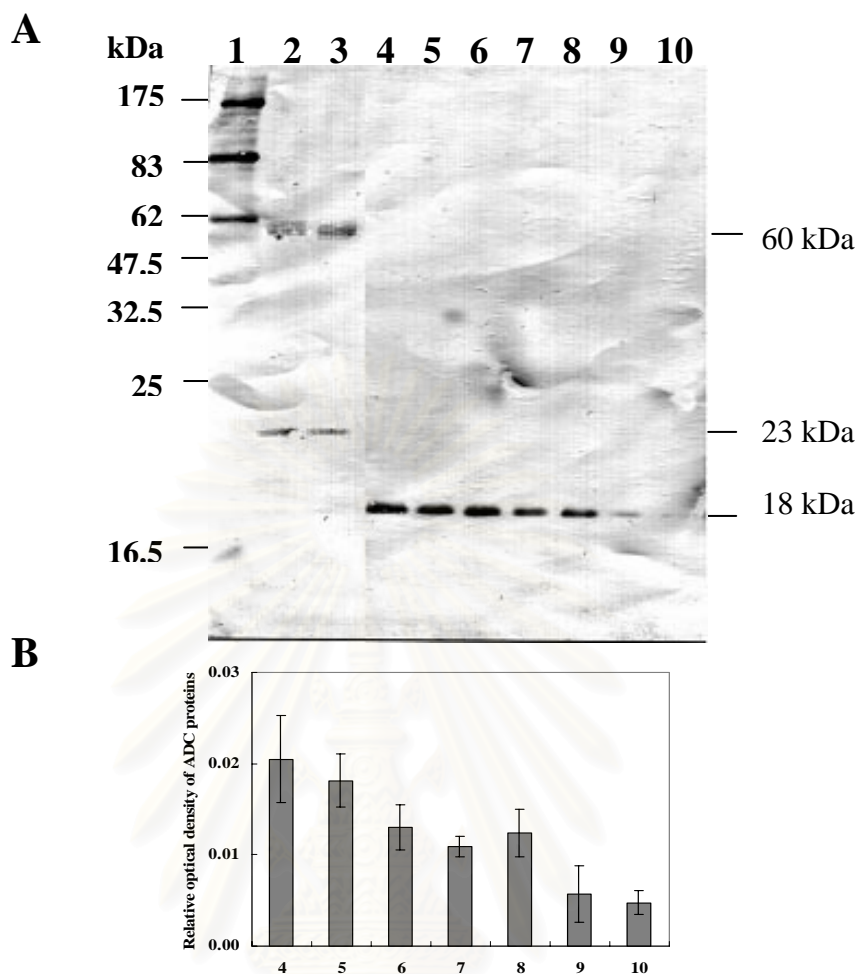 A
kDa 1 2 3 4 5 6 7 8 9 10
175
83
62
60 kDa
47.5
32.5
25
23 kDa
18 kDa
16.5
B
Relative optical density of ADC proteins
0.03
0.02
0.01
0.00
4 5 6 7 8 9 10